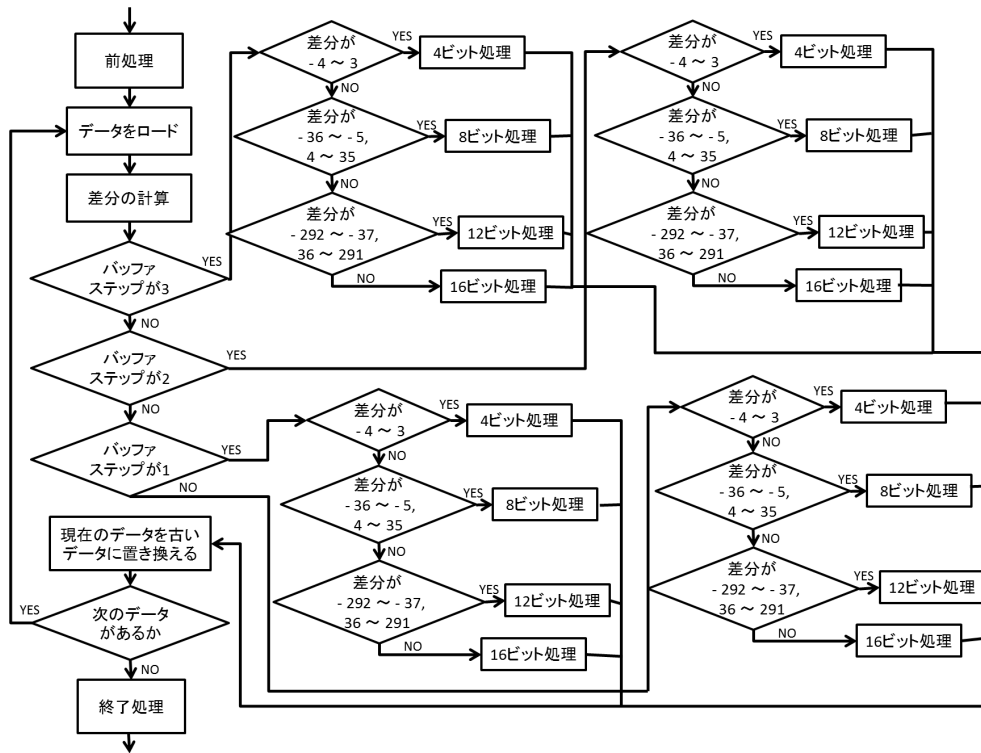 前処理
データをロード
差分の計算
バッファ
ステップが3
YES
NO
バッファ
ステップが2
YES
NO
バッファ
ステップが1
YES
NO
現在のデータを古い
データに置き換える
次のデータ
があるか
YES
NO
終了処理
差分が
- 4 ~ 3
YES
4ビット処理
NO
差分が
- 36 ~ - 5,
4 ~ 35
YES
8ビット処理
NO
差分が
- 292 ~ - 37,
36 ~ 291
YES
12ビット処理
NO
16ビット処理
差分が
- 4 ~ 3
YES
4ビット処理
NO
差分が
- 36 ~ - 5,
4 ~ 35
YES
8ビット処理
NO
差分が
- 292 ~ - 37,
36 ~ 291
YES
12ビット処理
NO
16ビット処理
差分が
- 4 ~ 3
YES
4ビット処理
NO
差分が
- 36 ~ - 5,
4 ~ 35
YES
8ビット処理
NO
差分が
- 292 ~ - 37,
36 ~ 291
YES
12ビット処理
NO
16ビット処理
差分が
- 4 ~ 3
YES
4ビット処理
NO
差分が
- 36 ~ - 5,
4 ~ 35
YES
8ビット処理
NO
差分が
- 292 ~ - 37,
36 ~ 291
YES
12ビット処理
NO
16ビット処理